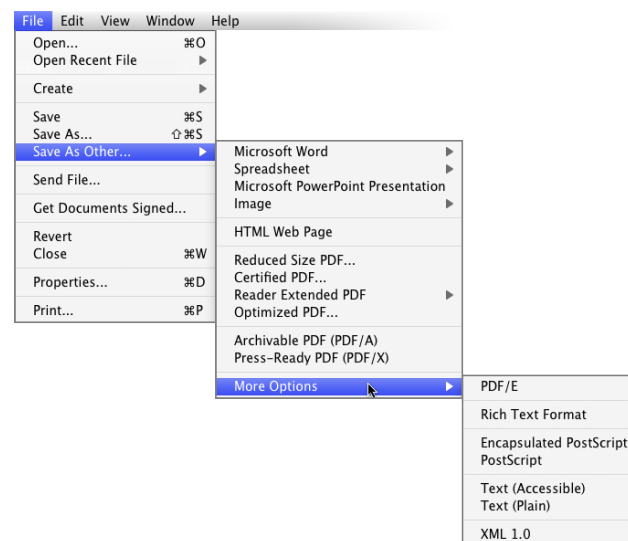 File Edit View Window Help
Open... ⌘O
Open Recent File
Create
Save ⌘S
Save As... ⇧⌘S
Save As Other...
Send File...
Get Documents Signed...
Revert
Close ⌘W
Properties... ⌘D
Print... ⌘P
Microsoft Word
Spreadsheet
Microsoft PowerPoint Presentation
Image
HTML Web Page
Reduced Size PDF...
Certified PDF...
Reader Extended PDF
Optimized PDF...
Archivable PDF (PDF/A)
Press-Ready PDF (PDF/X)
More Options
PDF/E
Rich Text Format
Encapsulated PostScript
PostScript
Text (Accessible)
Text (Plain)
XML 1.0